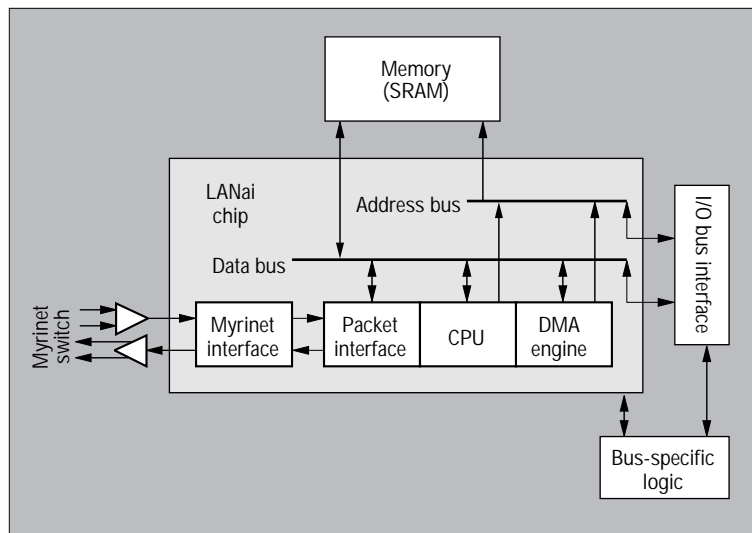 Memory
(SRAM)
LANai
chip
Address bus
I/O bus interface
Data bus
Myrinet
switch
Myrinet
interface
Packet
interface
CPU
DMA
engine
Bus-specific
logic